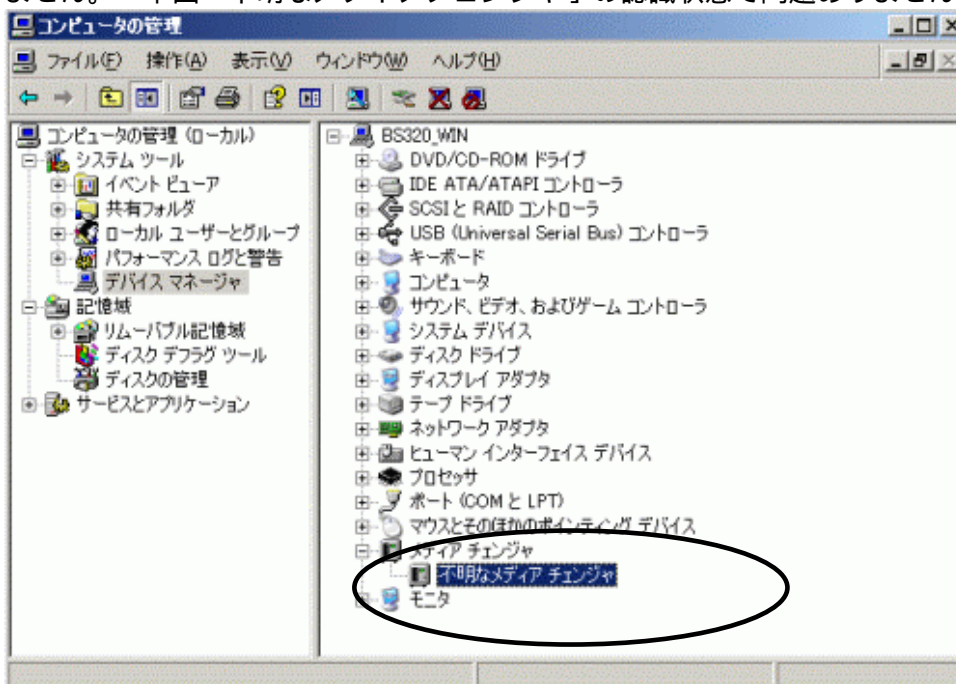 コンピュータの管理
ファイル(F) 操作(A) 表示(V) ウィンドウ(W) ヘルプ(H)
コンピュータの管理 (ローカル)
システム ツール
イベント ビューア
共有フォルダ
ローカル ユーザーとグループ
パフォーマンス ログと警告
デバイス マネージャ
記憶域
リムーバブル記憶域
ディスク デフラグ ツール
ディスクの管理
サービスとアプリケーション
BS320_WIN
DVD/CD-ROM ドライブ
IDE ATA/ATAPI コントローラ
SCSI と RAID コントローラ
USB (Universal Serial Bus) コントローラ
キーボード
コンピュータ
サウンド、ビデオ、およびゲーム コントローラ
システム デバイス
ディスク ドライブ
ディスプレイ アダプタ
テープ ドライブ
ネットワーク アダプタ
ヒューマン インターフェイス デバイス
プロセッサ
ポート (COM と LPT)
マウスとそのほかのポインティング デバイス
メディア チェンジャ
不明なメディア チェンジャ
モニタ